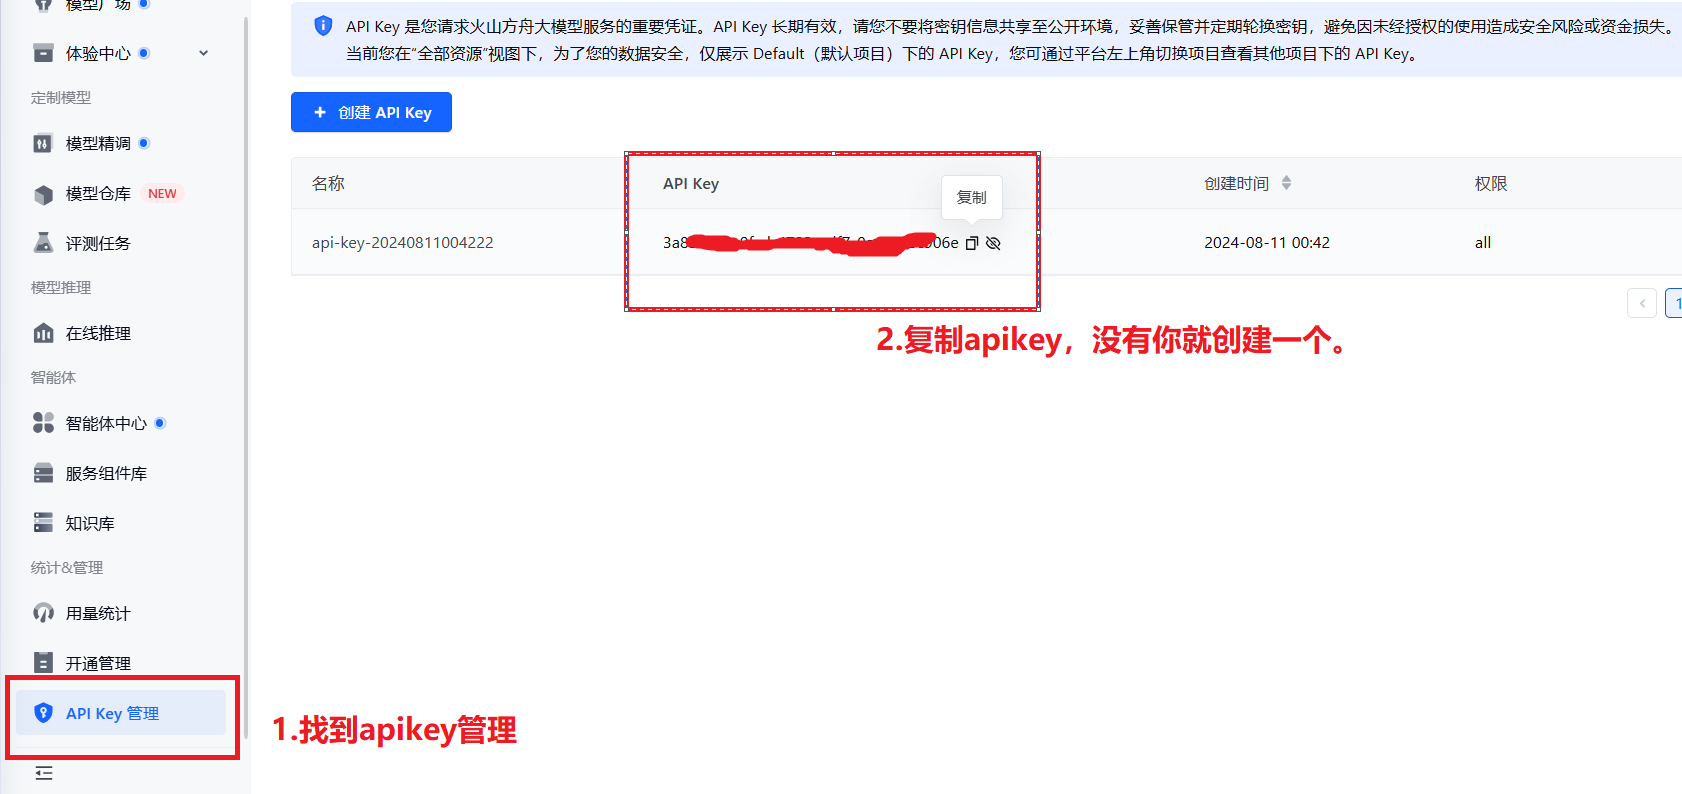 模型广场
体验中心
定制模型
模型精调
模型仓库 NEW
评测任务
模型推理
在线推理
智能体
智能体中心
服务组件库
知识库
统计&管理
用量统计
开通管理
API Key 管理
API Key 是您请求火山方舟大模型服务的重要凭证。API Key 长期有效，请您不要将密钥信息共享至公开环境，妥善保管并定期轮换密钥，避免因未经授权的使用造成安全风险或资金损失。
当前您在“全部资源”视图下，为了您的数据安全，仅展示 Default（默认项目）下的 API Key，您可通过平台左上角切换项目查看其他项目下的 API Key。
+ 创建 API Key
名称 API Key 创建时间 权限
复制
api-key-20240811004222 2024-08-11 00:42 all
1
2.复制apikey，没有你就创建一个。
1.找到apikey管理